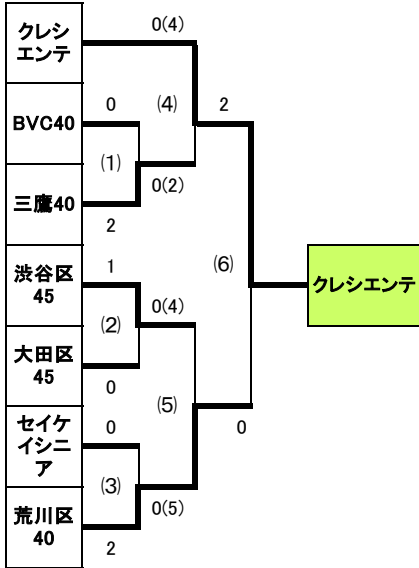 クレシ
エンテ
0(4)
BVC40
0
(4)
2
(1)
三鷹40
0(2)
2
渋谷区
45
1
(6)
0(4)
クレシエンテ
(2)
大田区
45
0
(5)
セイケ
イシニ
ア
0
0
(3)
荒川区
40
0(5)
2